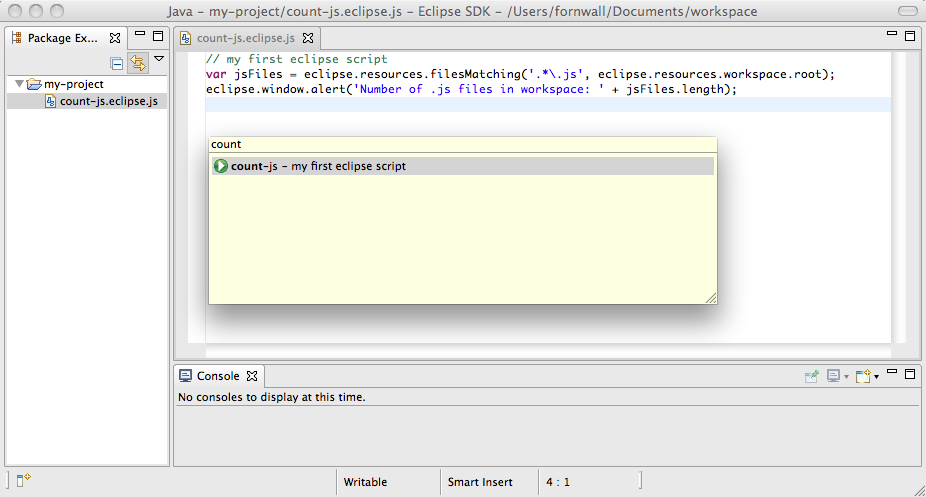 Java – my-project/count-js.eclipse.js – Eclipse SDK – /Users/fornwall/Documents/workspace
Package Ex...
my-project
count-js.eclipse.js
count-js.eclipse.js
// my first eclipse script
var jsFiles = eclipse.resources.filesMatching('.*\.js', eclipse.resources.workspace.root);
eclipse.window.alert('Number of .js files in workspace: ' + jsFiles.length);
count
count-js – my first eclipse script
Console
No consoles to display at this time.
Writable
Smart Insert
4 : 1